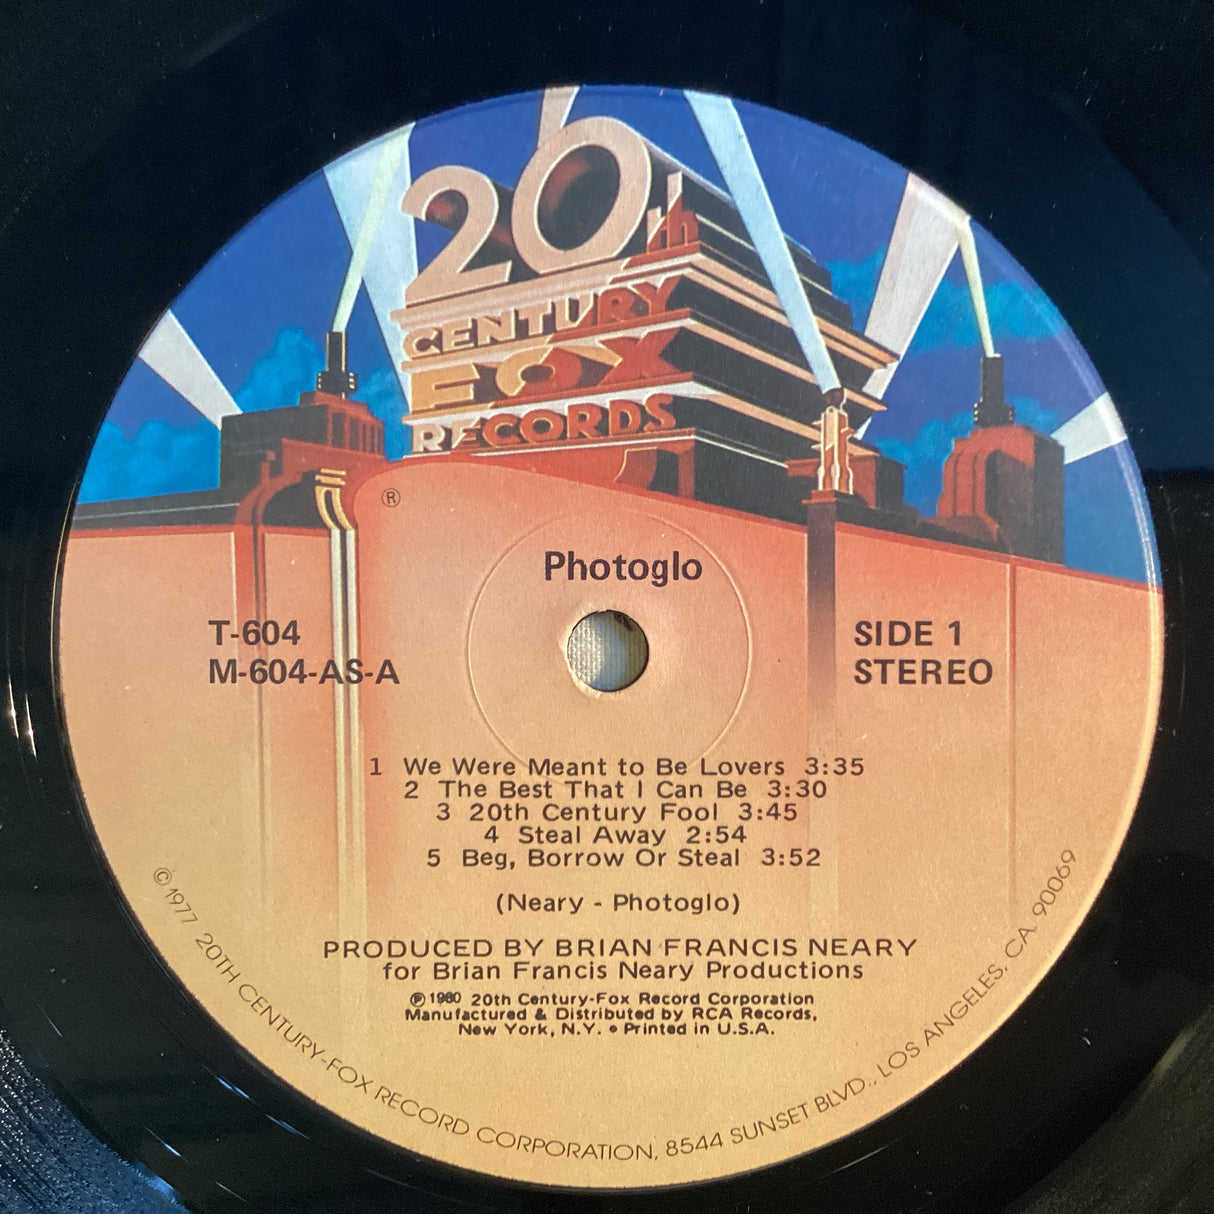 20th
CENTURY
FOX
RECORDS
®
Photoglo
T-604
M-604-AS-A
SIDE 1
STEREO
1 We Were Meant to Be Lovers 3:35
2 The Best That I Can Be 3:30
3 20th Century Fool 3:45
4 Steal Away 2:54
5 Beg, Borrow Or Steal 3:52
(Neary - Photoglo)
PRODUCED BY BRIAN FRANCIS NEARY
for Brian Francis Neary Productions
℗ 1980 20th Century-Fox Record Corporation
Manufactured & Distributed by RCA Records,
New York, N.Y. • Printed in U.S.A.
© 1977 20TH CENTURY-FOX RECORD CORPORATION, 8544 SUNSET BLVD., LOS ANGELES, CA. 90069